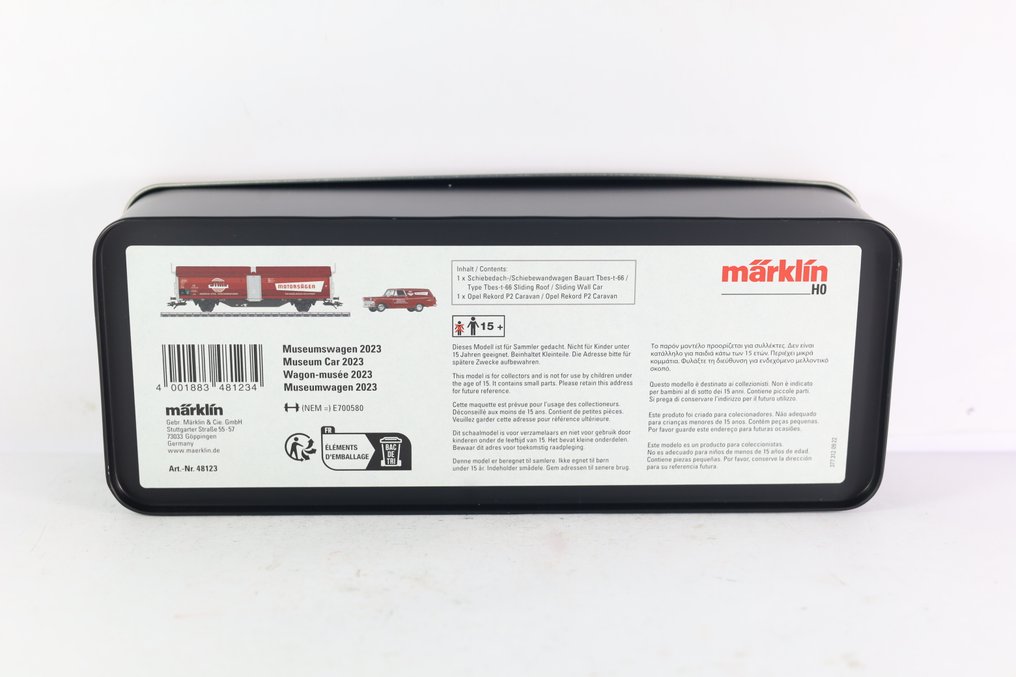 MOTORSÄGEN
Museumswagen 2023
Museum Car 2023
Wagon-musée 2023
Museumwagen 2023
4 001883 481234
(NEM =) E700580
märklin
Gebr. Märklin & Cie. GmbH
Stuttgarter Straße 55-57
73033 Göppingen
Germany
www.maerklin.de
Art.-Nr. 48123
FR
ÉLÉMENTS
D'EMBALLAGE
BAC
DE
TRI
Inhalt / Contents:
1 x Schiebedach-/Schiebewandwagen Bauart Tbes-t-66 /
Type Tbes-t-66 Sliding Roof / Sliding Wall Car
1 x Opel Rekord P2 Caravan / Opel Rekord P2 Caravan
15 +
Dieses Modell ist für Sammler gedacht. Nicht für Kinder unter
15 Jahren geeignet. Beinhaltet Kleinteile. Die Adresse bitte für
spätere Zwecke aufbewahren.
This model is for collectors and is not for use by children under
the age of 15. It contains small parts. Please retain this address
for future reference.
Cette maquette est prévue pour l'usage des collectionneurs.
Déconseillé aux moins de 15 ans. Contient de petites pièces.
Veuillez garder cette adresse pour référence ultérieure.
Dit schaalmodel is voor verzamelaars en niet voor gebruik door
kinderen onder de leeftijd van 15. Het bevat kleine onderdelen.
Bewaar dit adres voor toekomstig raadpleging.
Denne model er beregnet til samlere. Ikke egnet til børn
under 15 år. Indeholder smådele. Gem adressen til senere brug.
märklin
H0
Το παρόν μοντέλο προορίζεται για συλλέκτες. Δεν είναι
κατάλληλο για παιδιά κάτω των 15 ετών. Περιέχει μικρά
κομμάτια. Φυλάξτε τη διεύθυνση για ενδεχόμενο μελλοντικό
σκοπό.
Questo modello è destinato ai collezionisti. Non è indicato
per bambini al di sotto dei 15 anni. Contiene piccole parti.
Si prega di conservare l'indirizzo per il futuro utilizzo.
Este produto foi criado para colecionadores. Não adequado
para crianças menores de 15 anos. Contém peças pequenas.
Por favor guarde este endereço para futuras ocasiões.
Este modelo es un producto para coleccionistas.
No es adecuado para niños de menos de 15 años de edad.
Contiene piezas pequeñas. Por favor, conserve la dirección
para su referencia futura.
377 312 09 22